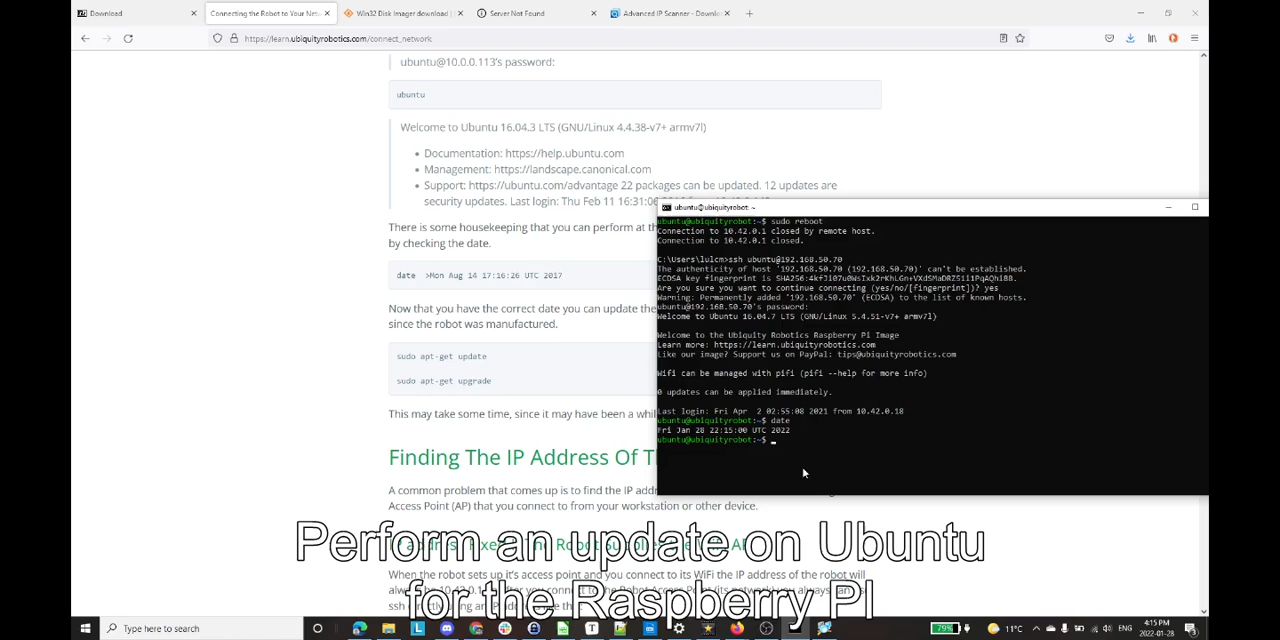 Download
Connecting the Robot to Your Netw
Win32 Disk Imager download |
Server Not Found
Advanced IP Scanner - Downloa
https://learn.ubiquityrobotics.com/connect_network
ubuntu@10.0.0.113's password:
ubuntu
Welcome to Ubuntu 16.04.3 LTS (GNU/Linux 4.4.38-v7+ armv7l)
Documentation: https://help.ubuntu.com
Management: https://landscape.canonical.com
Support: https://ubuntu.com/advantage 22 packages can be updated. 12 updates are
security updates. Last login: Thu Feb 11 16:31:0
There is some housekeeping that you can perform at th
by checking the date.
date >Mon Aug 14 17:16:26 UTC 2017
Now that you have the correct date you can update the
since the robot was manufactured.
sudo apt-get update
sudo apt-get upgrade
This may take some time, since it may have been a whil
Finding The IP Address Of T
A common problem that comes up is to find the IP addr
Access Point (AP) that you connect to from your workstation or other device.
When the robot sets up it's access point and you connect to its WiFi the IP address of the robot will
ubuntu@ubiquityrobot: ~
ubuntu@ubiquityrobot:~$ sudo reboot
Connection to 10.42.0.1 closed by remote host.
Connection to 10.42.0.1 closed.
C:\Users\lulcm>ssh ubuntu@192.168.50.70
The authenticity of host '192.168.50.70 (192.168.50.70)' can't be established.
Are you sure you want to continue connecting (yes/no/[fingerprint])? yes
Warning: Permanently added '192.168.50.70' (ECDSA) to the list of known hosts.
ubuntu@192.168.50.70's password:
Welcome to Ubuntu 16.04.7 LTS (GNU/Linux 5.4.51-v7+ armv7l)
Welcome to the Ubiquity Robotics Raspberry Pi Image
Learn more: https://learn.ubiquityrobotics.com
Like our image? Support us on PayPal: tips@ubiquityrobotics.com
Wifi can be managed with pifi (pifi --help for more info)
0 updates can be applied immediately.
Last login: Fri Apr 2 02:55:08 2021 from 10.42.0.18
ubuntu@ubiquityrobot:~$ date
Fri Jan 28 22:15:00 UTC 2022
ubuntu@ubiquityrobot:~$ _
Perform an update on Ubuntu
for the Raspberry PI
Type here to search
79%
11°C
ENG
4:15 PM
2022-01-28